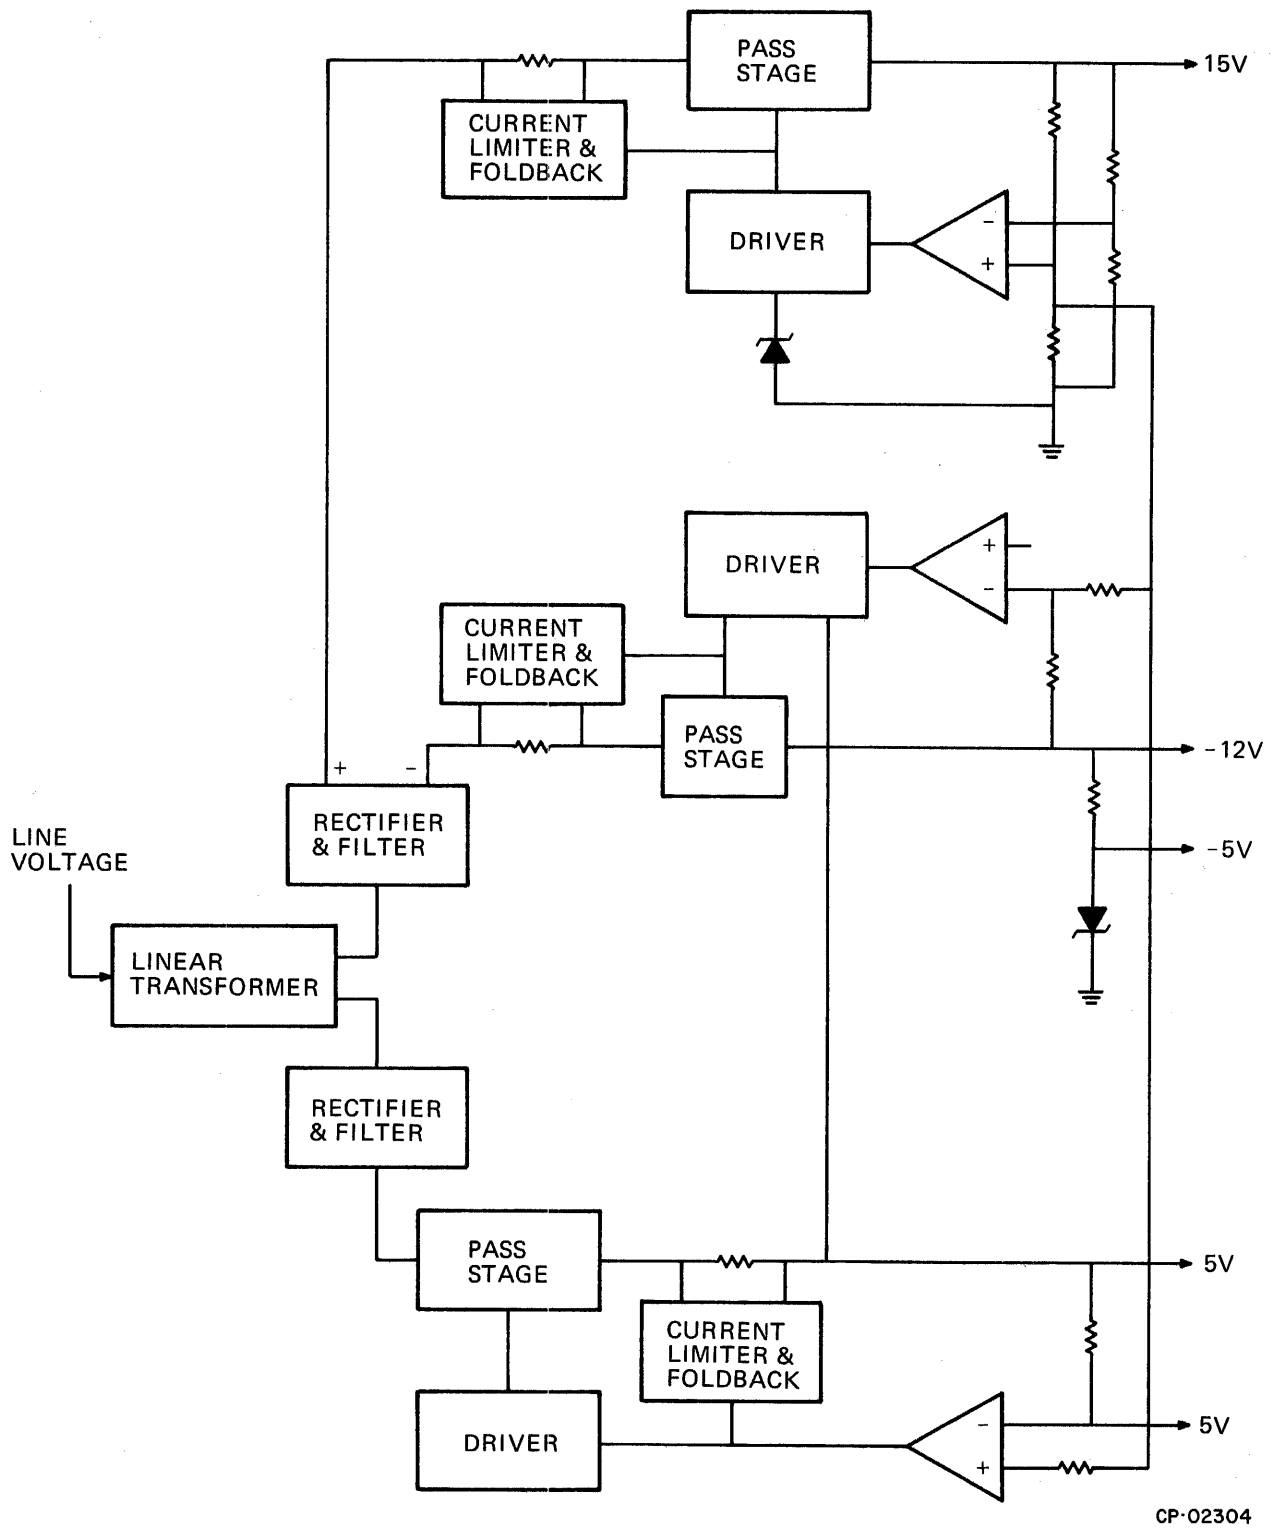 PASS
STAGE
15V
CURRENT
LIMITER &
FOLDBACK
DRIVER
-
+
DRIVER
+
-
CURRENT
LIMITER &
FOLDBACK
PASS
STAGE
-12V
+ -
RECTIFIER
& FILTER
LINE
VOLTAGE
-5V
LINEAR
TRANSFORMER
RECTIFIER
& FILTER
PASS
STAGE
5V
CURRENT
LIMITER &
FOLDBACK
DRIVER
-
+
5V
CP-02304